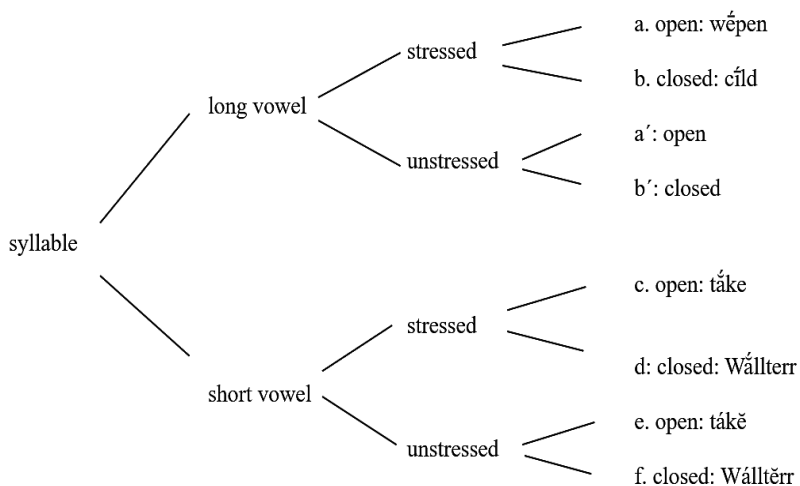 a. open: wḗpen
stressed
b. closed: cī́ld
long vowel
a´: open
unstressed
b´: closed
syllable
c. open: tắke
stressed
d: closed: Wắllterr
short vowel
e. open: tákĕ
unstressed
f. closed: Wálltĕrr